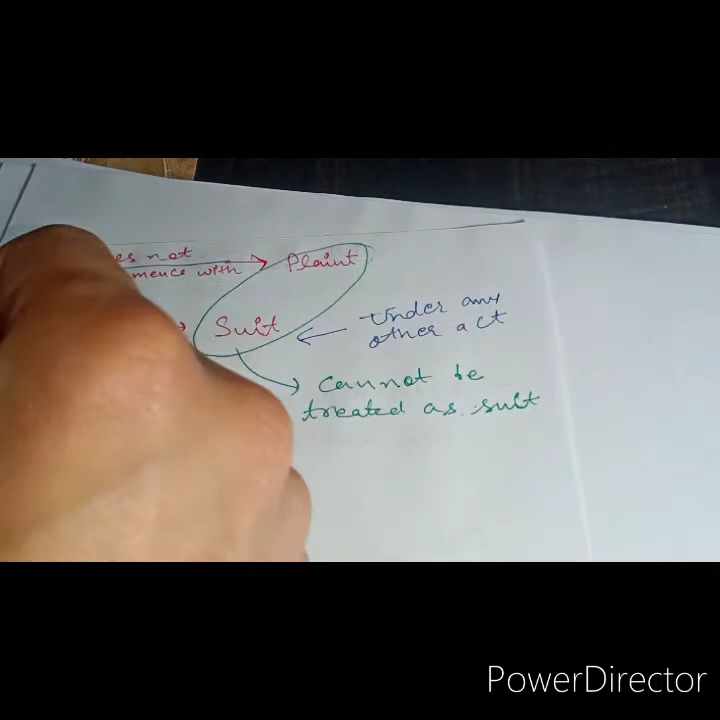 es not
mence with Plaint
Suit
Under any
other act
cannot be
treated as suit
PowerDirector